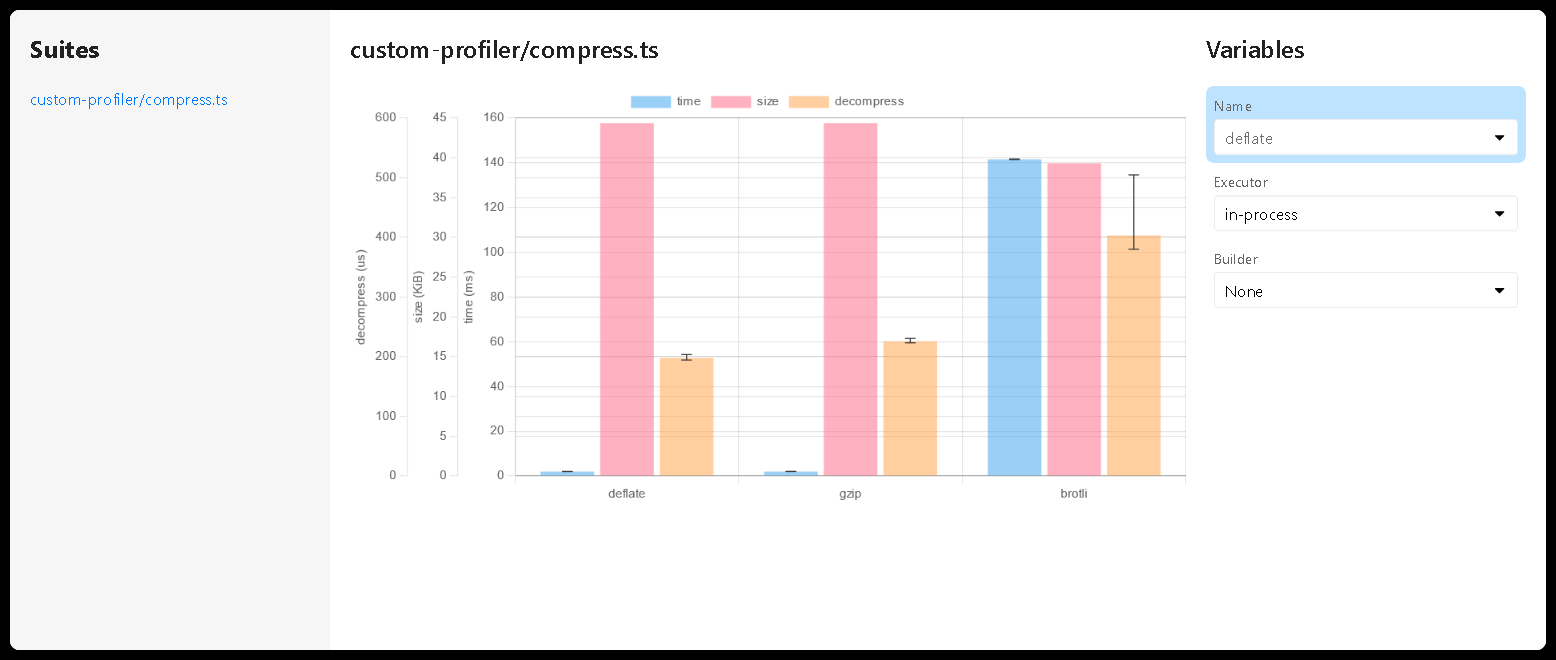 Suites
custom-profiler/compress.ts
custom-profiler/compress.ts
time size decompress
decompress (us)
600
500
400
300
200
100
0
size (KiB)
45
40
35
30
25
20
15
10
5
0
time (ms)
160
140
120
100
80
60
40
20
0
deflate gzip brotli
Variables
Name
deflate
Executor
in-process
Builder
None